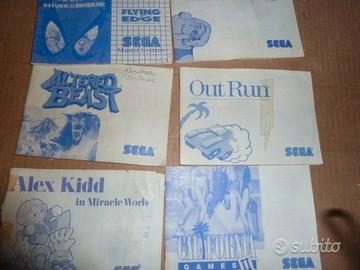 RETURN OF THE
FLYING
EDGE
SEGA
SEGA
ALTERED
BEAST
SEGA
Out Run
SEGA
Alex Kidd
in Miracle World
SEGA
CALIFORNIA
GAMES II
SEGA
subito